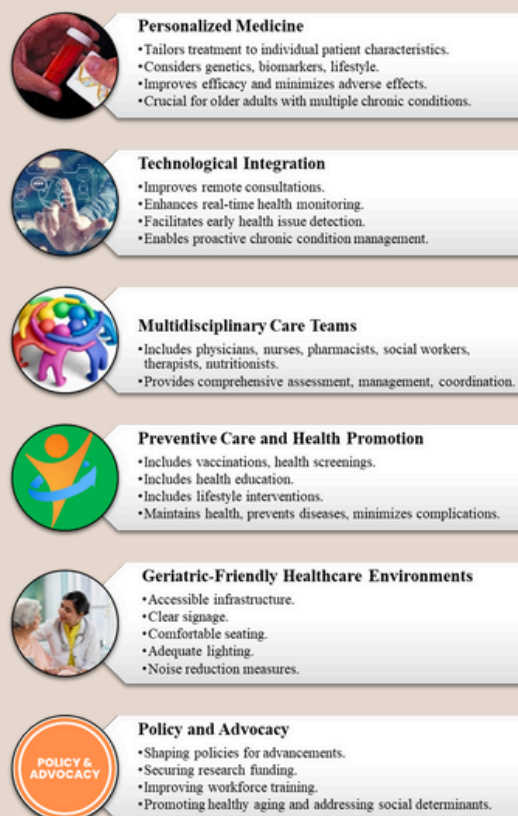 Personalized Medicine
•Tailors treatment to individual patient characteristics.
•Considers genetics, biomarkers, lifestyle.
•Improves efficacy and minimizes adverse effects.
•Crucial for older adults with multiple chronic conditions.
Technological Integration
•Improves remote consultations.
•Enhances real-time health monitoring.
•Facilitates early health issue detection.
•Enables proactive chronic condition management.
Multidisciplinary Care Teams
•Includes physicians, nurses, pharmacists, social workers,
therapists, nutritionists.
•Provides comprehensive assessment, management, coordination.
Preventive Care and Health Promotion
•Includes vaccinations, health screenings.
•Includes health education.
•Includes lifestyle interventions.
•Maintains health, prevents diseases, minimizes complications.
Geriatric-Friendly Healthcare Environments
•Accessible infrastructure.
•Clear signage.
•Comfortable seating.
•Adequate lighting.
•Noise reduction measures.
POLICY &
ADVOCACY
Policy and Advocacy
•Shaping policies for advancements.
•Securing research funding.
•Improving workforce training.
•Promoting healthy aging and addressing social determinants.